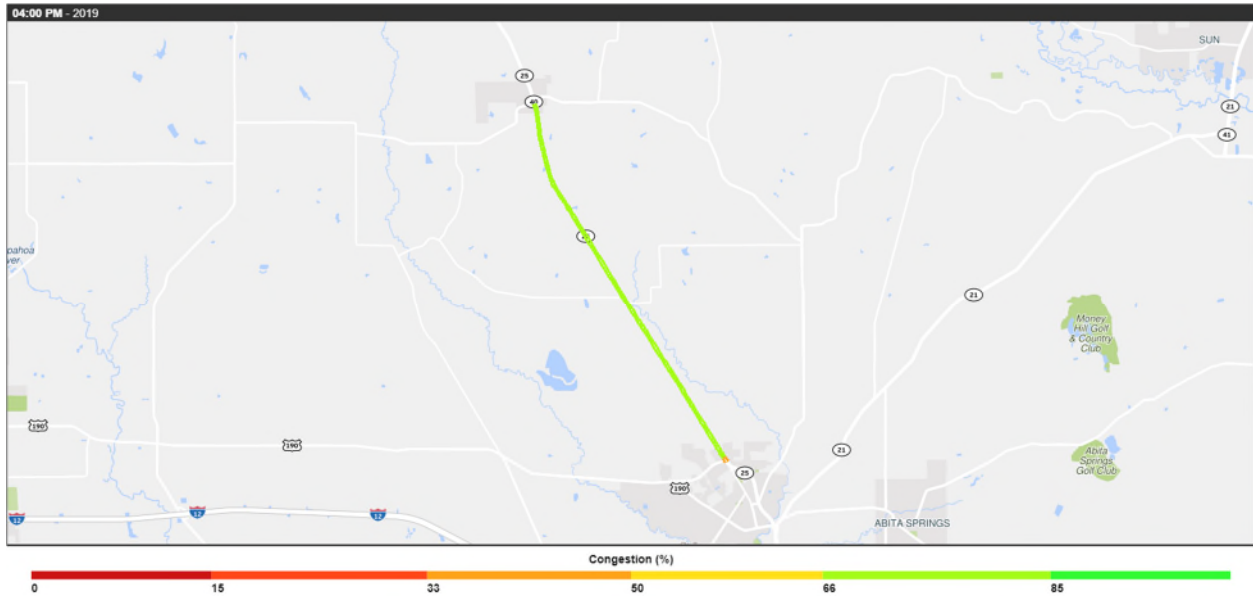 04:00 PM - 2019
SUN
25
40
21
41
21
Money
Hill Golf
& Country
Club
190
190
21
Abita
Springs
Golf Club
25
190
12
12
12
ABITA SPRINGS
Congestion (%)
0 15 33 50 66 85